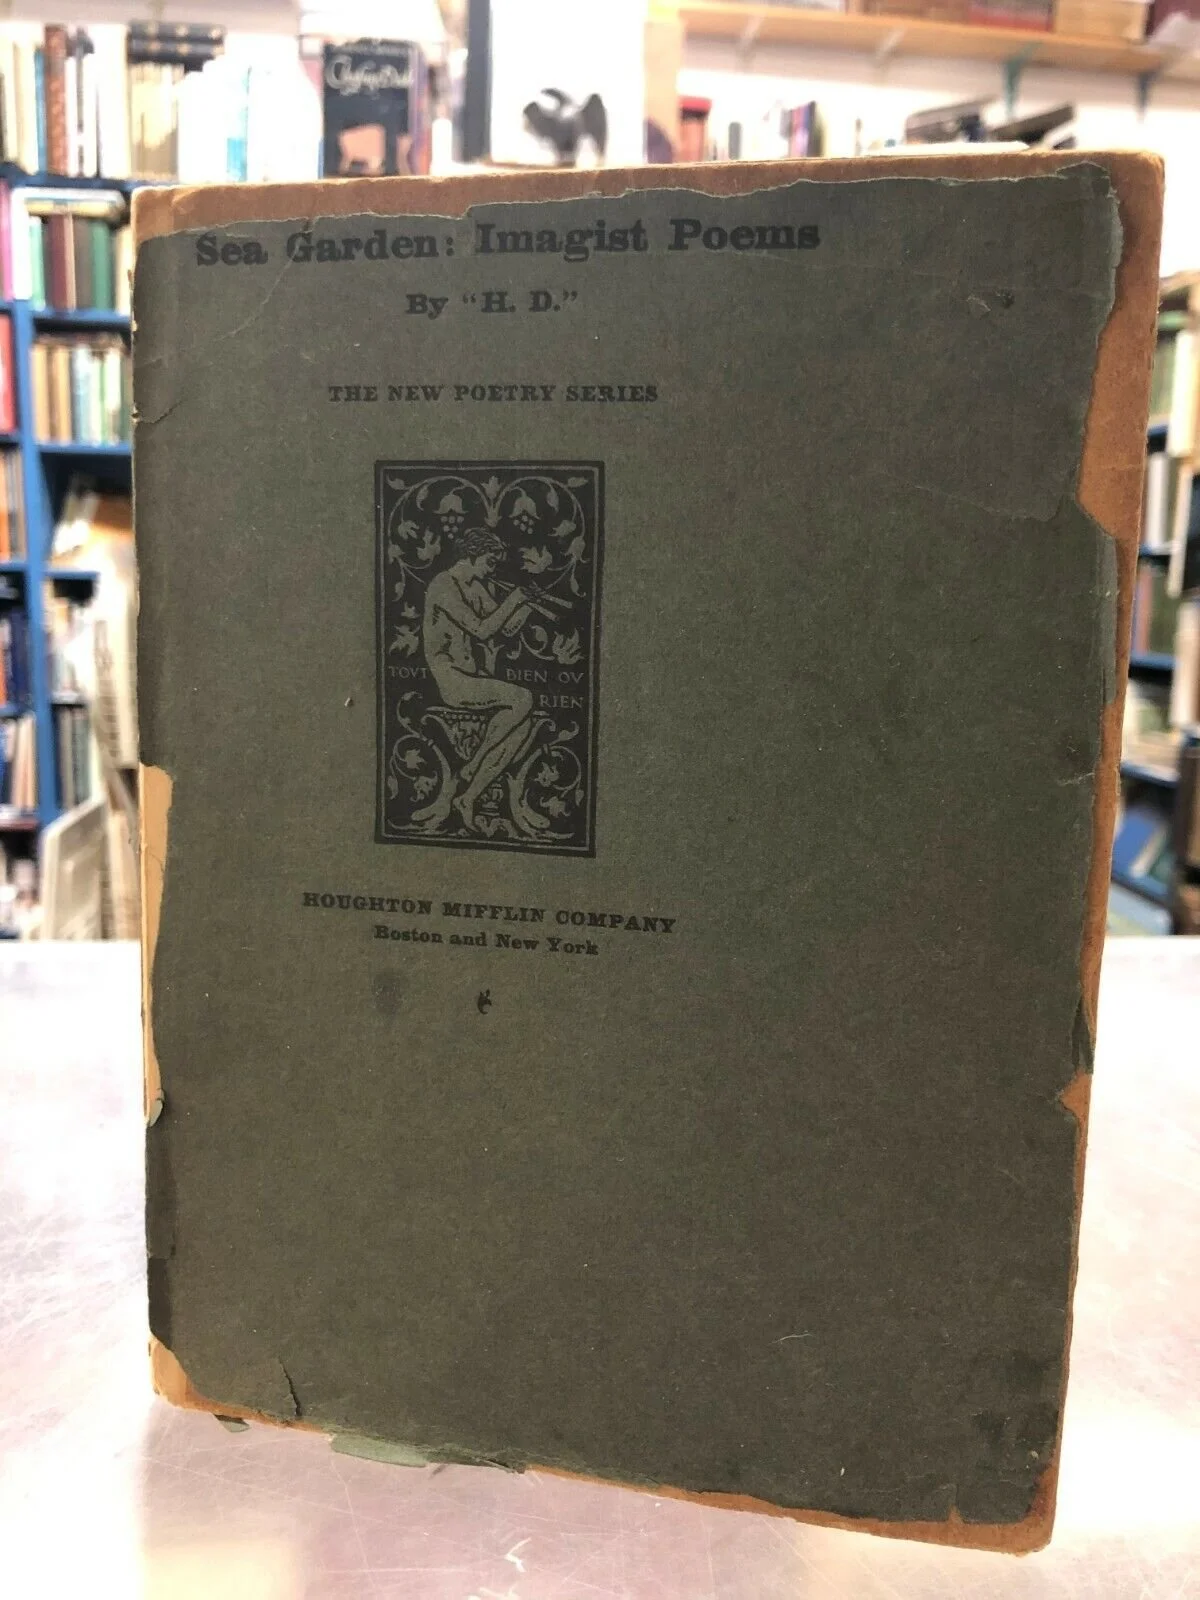 Sea Garden: Imagist Poems
By "H. D."
THE NEW POETRY SERIES
TOVT BIEN OV
RIEN
HOUGHTON MIFFLIN COMPANY
Boston and New York